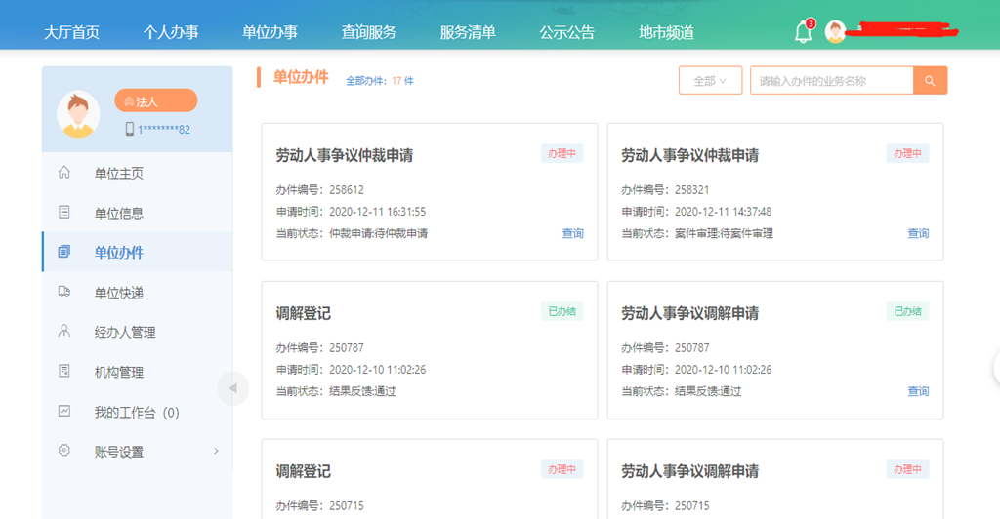 大厅首页 个人办事 单位办事 查询服务 服务清单 公示公告 地市频道 3
法人
1********82
单位主页
单位信息
单位办件
单位快递
经办人管理
机构管理
我的工作台 (0)
账号设置
单位办件 全部办件: 17 件 全部 请输入办件的业务名称
劳动人事争议仲裁申请 办理中
办件编号: 258612
申请时间: 2020-12-11 16:31:55
当前状态: 仲裁申请:待仲裁申请 查询
劳动人事争议仲裁申请 办理中
办件编号: 258321
申请时间: 2020-12-11 14:37:48
当前状态: 案件审理:待案件审理 查询
调解登记 已办结
办件编号: 250787
申请时间: 2020-12-10 11:02:26
当前状态: 结果反馈:通过
劳动人事争议调解申请 已办结
办件编号: 250787
申请时间: 2020-12-10 11:02:26
当前状态: 结果反馈:通过 查询
调解登记 办理中
办件编号: 250715
劳动人事争议调解申请 办理中
办件编号: 250715